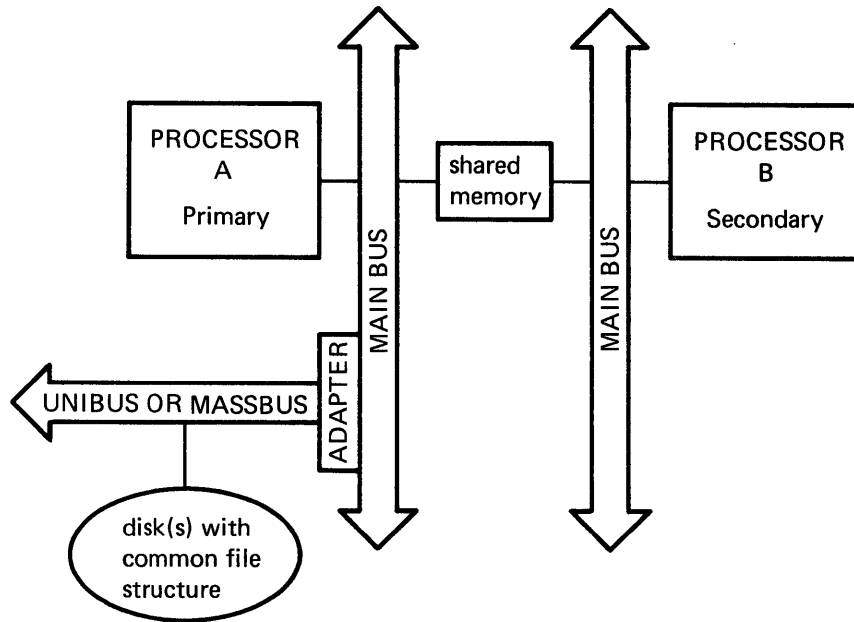 PROCESSOR
A
Primary
MAIN BUS
shared
memory
MAIN BUS
PROCESSOR
B
Secondary
ADAPTER
UNIBUS OR MASSBUS
disk(s) with
common file
structure